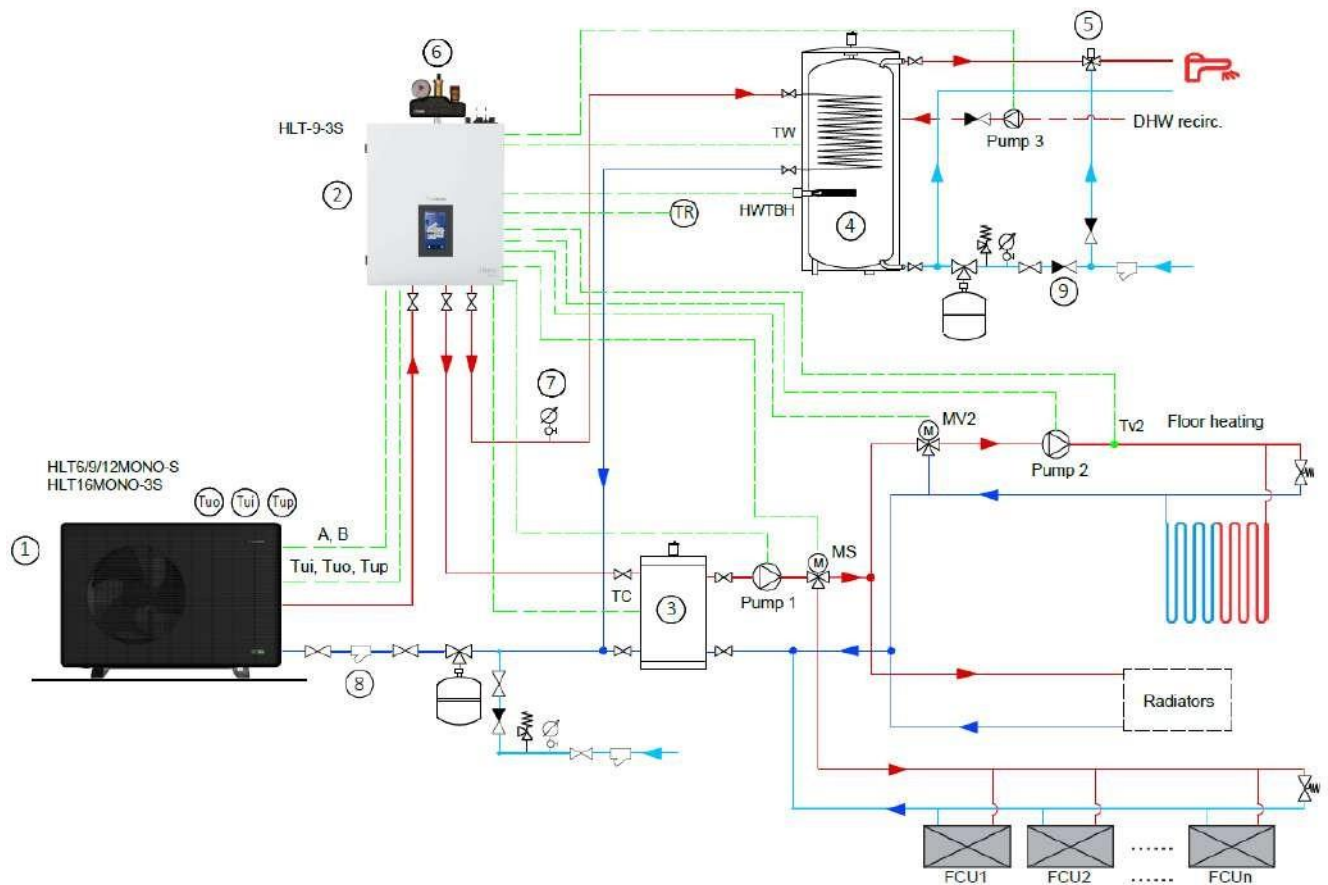 5
6
HLT-9-3S
TW
DHW recirc.
Pump 3
2
TR
HWTBH
4
9
7
MV2
Tv2
Floor heating
Pump 2
HLT6/9/12MONO-S
HLT16MONO-3S
Tuo
Tui
Tup
1
A, B
Tui, Tuo, Tup
M
M
MS
TC
3
Pump 1
8
Radiators
FCU1
FCU2
......
FCUn
......